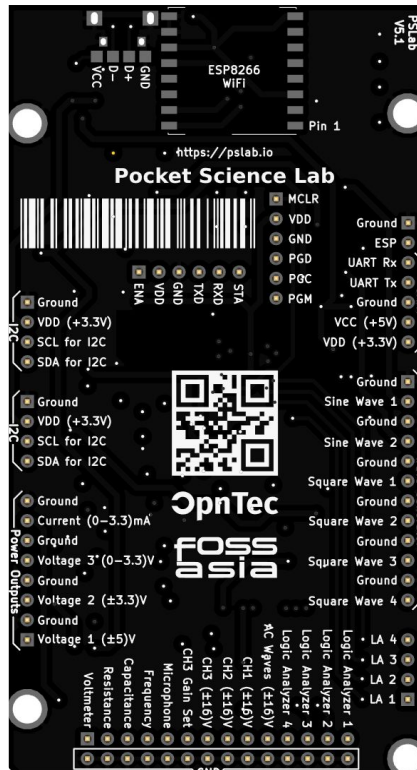 PSLab
V5.1
VCC
D-
D+
GND
ESP8266
WiFi
Pin 1
https://pslab.io
Pocket Science Lab
MCLR
VDD
GND
PGD
PGC
PGM
ENA
VDD
GND
TXD
RXD
STA
Ground
ESP
UART Rx
UART Tx
Ground
VCC (+5V)
VDD (+3.3V)
I2C
Ground
VDD (+3.3V)
SCL for I2C
SDA for I2C
I2C
Ground
VDD (+3.3V)
SCL for I2C
SDA for I2C
Ground
Sine Wave 1
Ground
Sine Wave 2
Ground
Square Wave 1
Ground
Square Wave 2
Ground
Square Wave 3
Ground
Square Wave 4
OpnTec
FOSS
ASIA
Power Outputs
Ground
Current (0-3.3)mA
Ground
Voltage 3 (0-3.3)V
Ground
Voltage 2 (±3.3)V
Ground
Voltage 1 (±5)V
LA 4
LA 3
LA 2
LA 1
Voltmeter
Resistance
Capacitance
Frequency
Microphone
CH3 Gain Set
CH3 (±16)V
CH2 (±16)V
CH1 (±16)V
AC Waves (±16)V
Logic Analyzer 4
Logic Analyzer 3
Logic Analyzer 2
Logic Analyzer 1